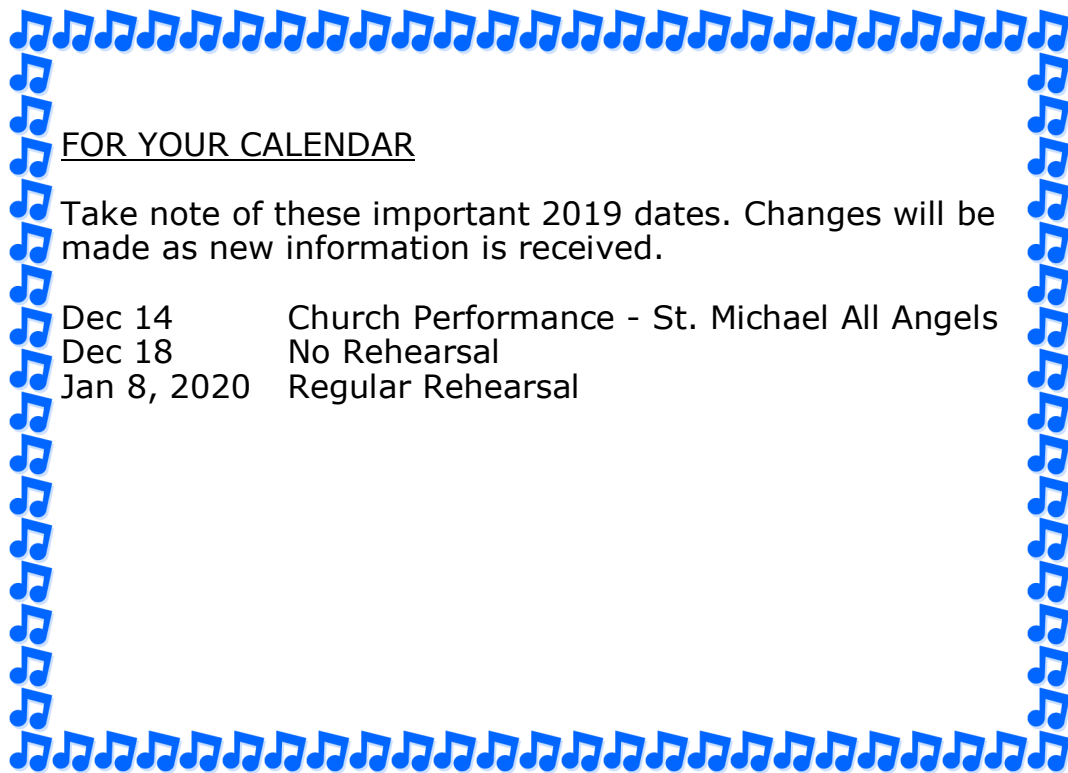 FOR YOUR CALENDAR
Take note of these important 2019 dates. Changes will be
made as new information is received.
Dec 14 Church Performance - St. Michael All Angels
Dec 18 No Rehearsal
Jan 8, 2020 Regular Rehearsal